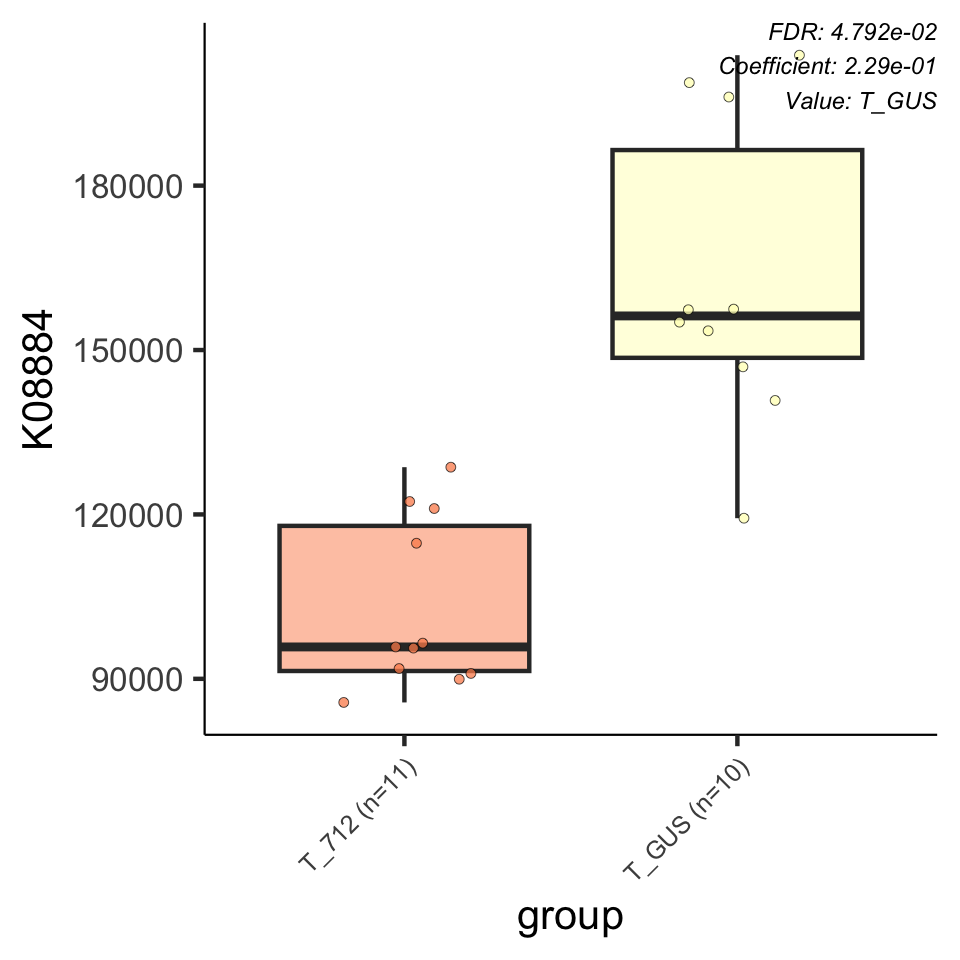 FDR: 4.792e-02
Coefficient: 2.29e-01
Value: T_GUS
180000
150000
120000
90000
K08884
T_712 (n=11)
T_GUS (n=10)
group